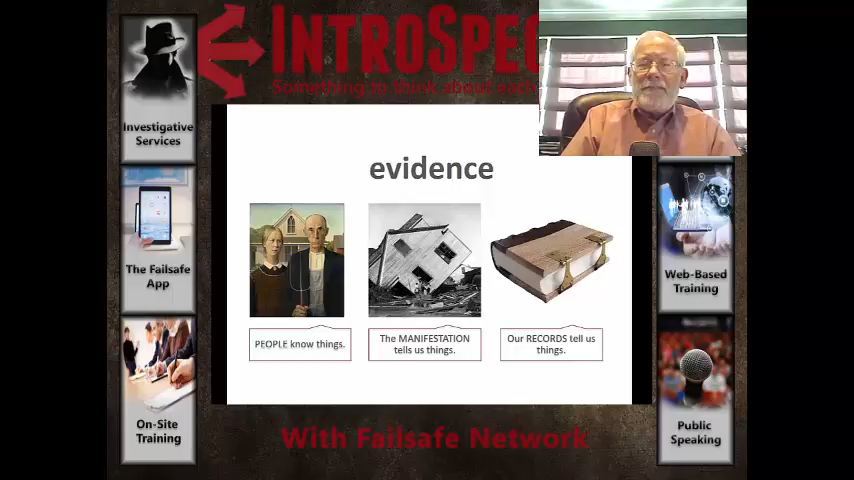 INTROSPEC
Something to think about each
Investigative
Services
The Failsafe
App
On-Site
Training
evidence
PEOPLE know things.
The MANIFESTATION
tells us things.
Our RECORDS tell us
things.
Web-Based
Training
Public
Speaking
With Failsafe Network